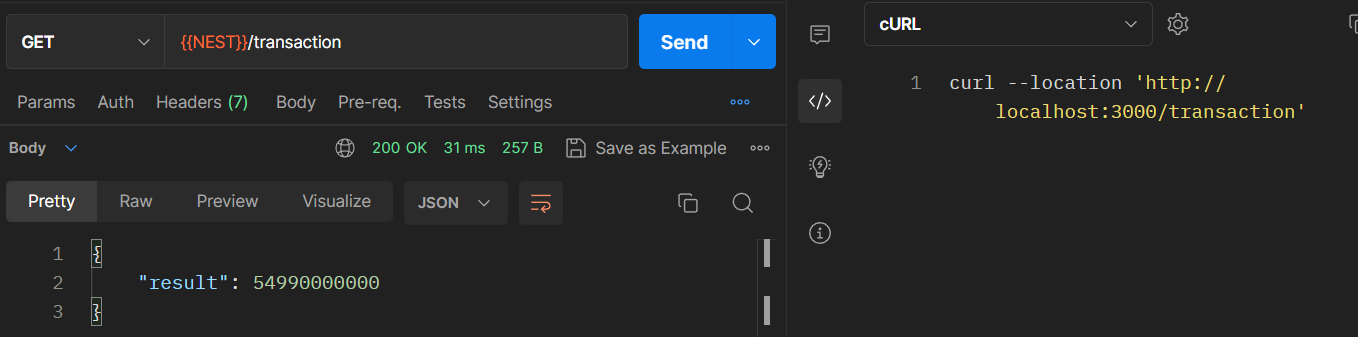 GET {{NEST}}/transaction Send
Params Auth Headers (7) Body Pre-req. Tests Settings
Body 200 OK 31 ms 257 B Save as Example
Pretty Raw Preview Visualize JSON
1 {
2 "result": 54990000000
3 }
cURL
1 curl --location 'http://
localhost:3000/transaction'